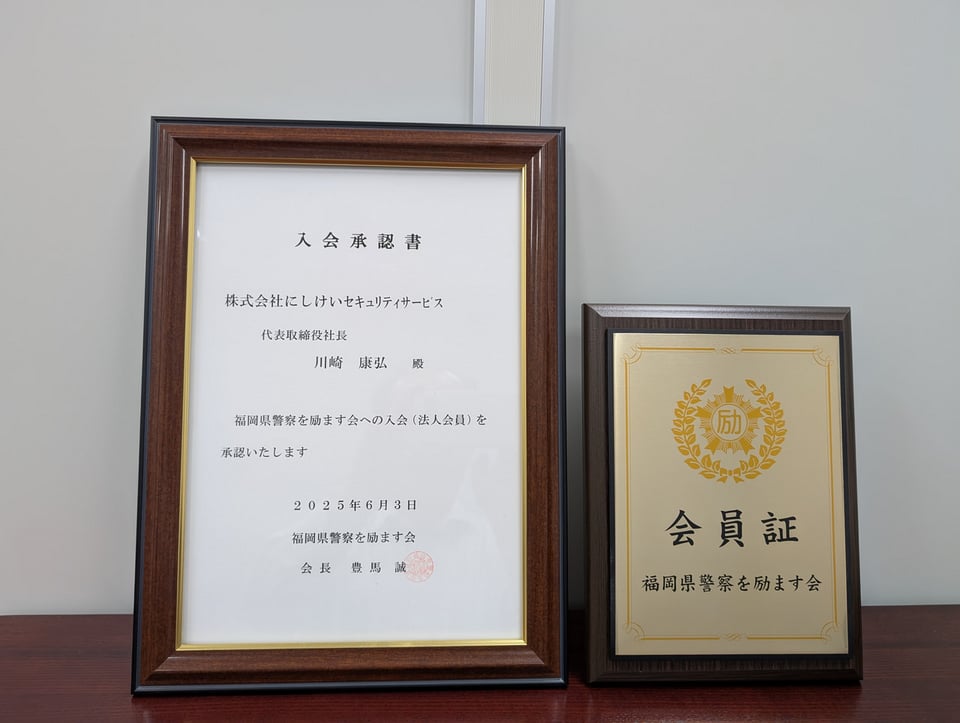 入会承認書
株式会社にしけいセキュリティサービス
代表取締役社長
川崎 康弘 殿
福岡県警察を励ます会への入会（法人会員）を
承認いたします
２０２５年６月３日
福岡県警察を励ます会
会長 豊馬 誠
励
会員証
福岡県警察を励ます会